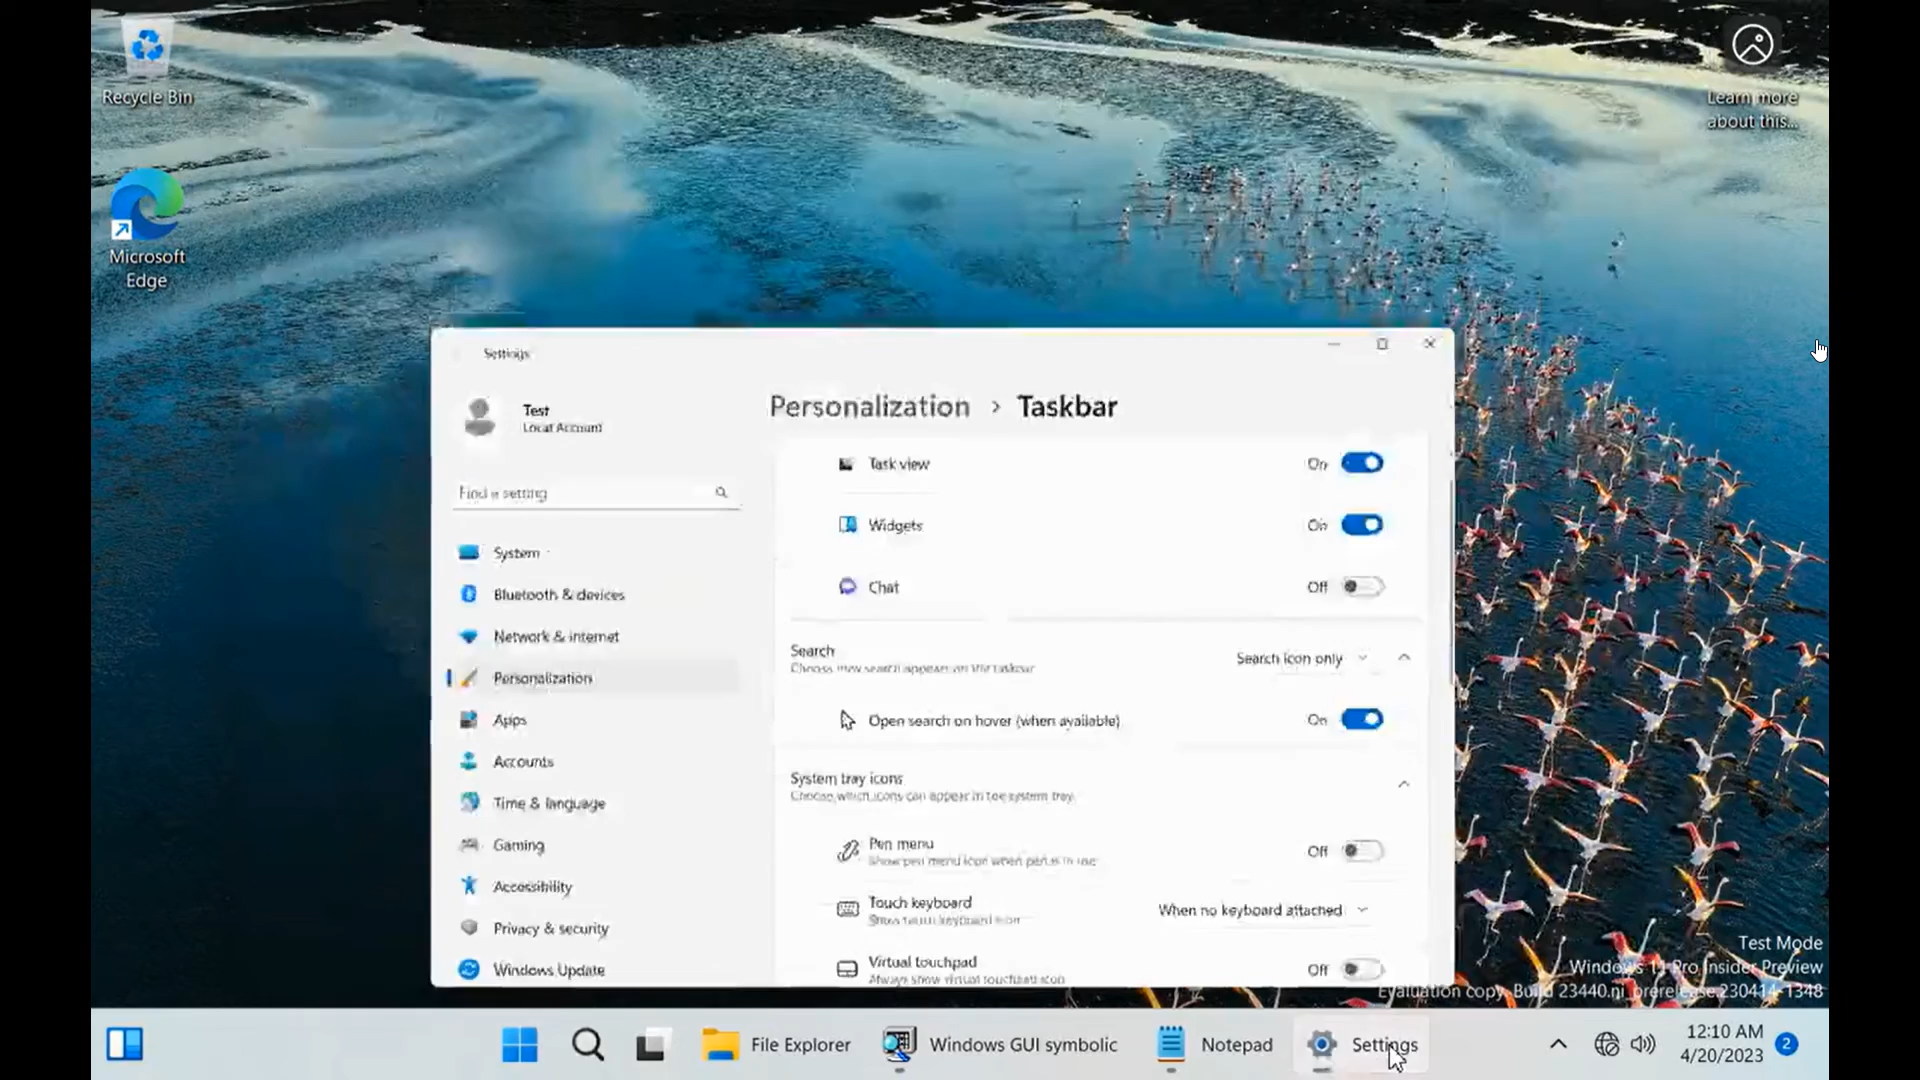 Recycle Bin
Microsoft
Edge
Learn more
about this...
Settings
Test
Local Account
Find a setting
System
Bluetooth & devices
Network & internet
Personalization
Apps
Accounts
Time & language
Gaming
Accessibility
Privacy & security
Windows Update
Personalization > Taskbar
Task view
On
Widgets
On
Chat
Off
Search
Choose how search appears on the taskbar
Search icon only
Open search on hover (when available)
On
System tray icons
Choose which icons can appear in the system tray
Pen menu
Show pen menu icon when pen is in use
Off
Touch keyboard
Show touch keyboard icon
When no keyboard attached
Virtual touchpad
Always show virtual touchpad icon
Off
Test Mode
Windows 11 Pro Insider Preview
Evaluation copy. Build 23440.ni_prerelease.230414-1348
File Explorer
Windows GUI symbolic
Notepad
Settings
12:10 AM
4/20/2023
2